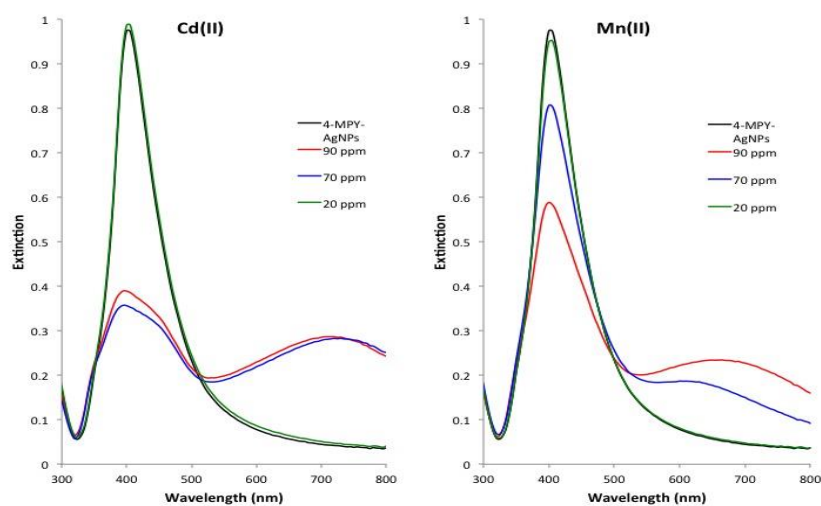 Cd(II)
1
0.9
0.8
0.7
0.6
0.5
0.4
0.3
0.2
0.1
0
Extinction
4-MPY-
AgNPs
90 ppm
70 ppm
20 ppm
300 400 500 600 700 800
Wavelength (nm)
Mn(II)
1
0.9
0.8
0.7
0.6
0.5
0.4
0.3
0.2
0.1
0
Extinction
4-MPY-
AgNPs
90 ppm
70 ppm
20 ppm
300 400 500 600 700 800
Wavelength (nm)